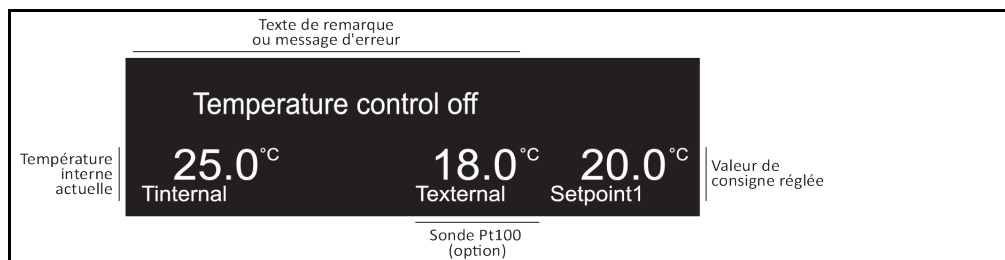 Texte de remarque
ou message d'erreur
Temperature control off
Température
interne
actuelle
25.0°C
Tinternal
18.0°C
Texternal
20.0°C
Setpoint1
Valeur de
consigne réglée
Sonde Pt100
(option)